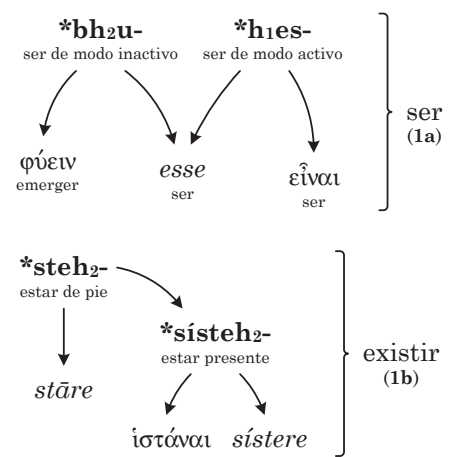 *bh2u- *h1es-
ser de modo inactivo ser de modo activo
ser
(1a)
φύειν esse εἶναι
emerger ser ser
*steh2-
estar de pie
*sísteh2-
estar presente
existir
(1b)
stāre
ἱστάναι sístere